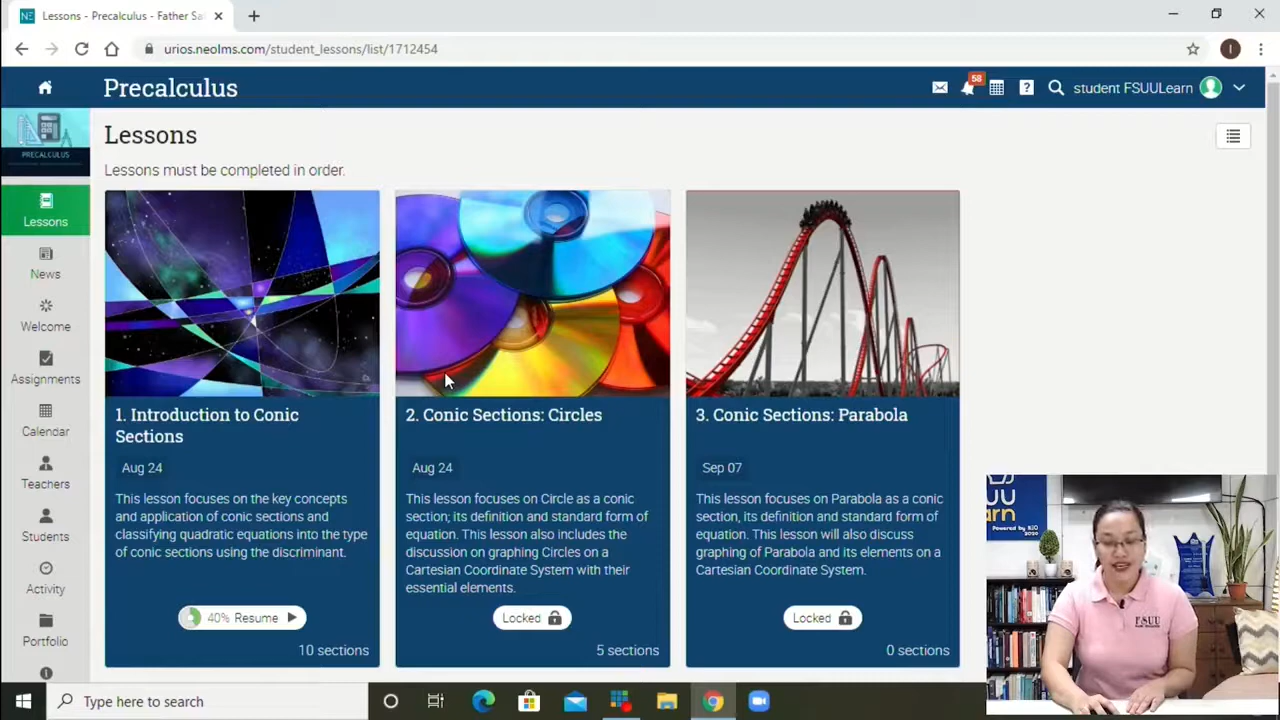 Lessons - Precalculus - Father Sa
urios.neolms.com/student_lessons/list/1712454
I
Precalculus
58
student FSUULearn
PRECALCULUS
Lessons
Lessons must be completed in order.
Lessons
News
Welcome
Assignments
Calendar
Teachers
Students
Activity
Portfolio
1. Introduction to Conic
Sections
Aug 24
This lesson focuses on the key concepts
and application of conic sections and
classifying quadratic equations into the type
of conic sections using the discriminant.
40% Resume
10 sections
2. Conic Sections: Circles
Aug 24
This lesson focuses on Circle as a conic
section; its definition and standard form of
equation. This lesson also includes the
discussion on graphing Circles on a
Cartesian Coordinate System with their
essential elements.
Locked
5 sections
3. Conic Sections: Parabola
Sep 07
This lesson focuses on Parabola as a conic
section, its definition and standard form of
equation. This lesson will also discuss
graphing of Parabola and its elements on a
Cartesian Coordinate System.
Locked
0 sections
UU
arn
Powered by
FSUU
Type here to search